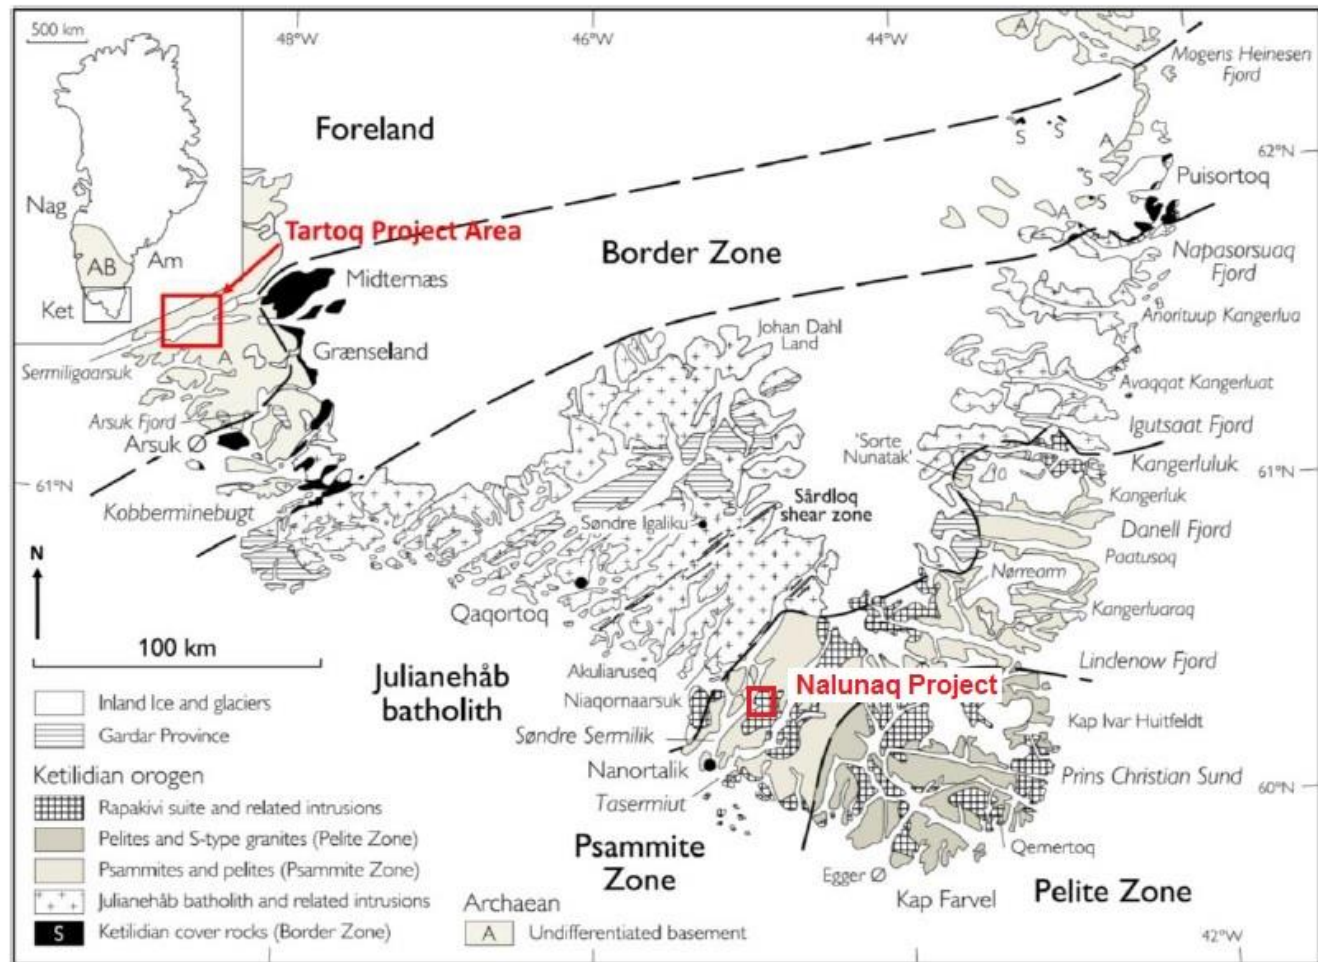 500 km
48°W
46°W
44°W
A
Mogens Heinesen
Fjord
Foreland
S
S
A
62°N
Puisortoq
S
S
Nag
Tartoq Project Area
A
AB
Am
Border Zone
Napasorsuaq
Fjord
Midternæs
Ket
Anorituup Kangerlua
Johan Dahl
Land
Grænseland
A
Sermiligaarsuk
Avaqqat Kangerluat
Arsuk Fjord
Igutsaat Fjord
Arsuk Ø
'Sorte
Nunatak'
Kangerluluk
61°N
61°N
Kangerluk
Kobberminebugt
Sârdloq
shear zone
Søndre Igaliku
Danell Fjord
N
Paatusoq
Nørrearm
Qaqortoq
Kangerluaraq
100 km
Lindenow Fjord
Akuliaruseq
Julianehåb
batholith
Nalunaq Project
Niaqornaarsuk
Inland Ice and glaciers
Kap Ivar Huitfeldt
Gardar Province
Søndre Sermilik
Nanortalik
Prins Christian Sund
Ketilidian orogen
60°N
Tasermiut
Rapakivi suite and related intrusions
Pelites and S-type granites (Pelite Zone)
Psammite
Zone
Qemertoq
Psammites and pelites (Psammite Zone)
Egger Ø
Pelite Zone
Kap Farvel
Julianehåb batholith and related intrusions
Archaean
S Ketilidian cover rocks (Border Zone)
A Undifferentiated basement
42°W